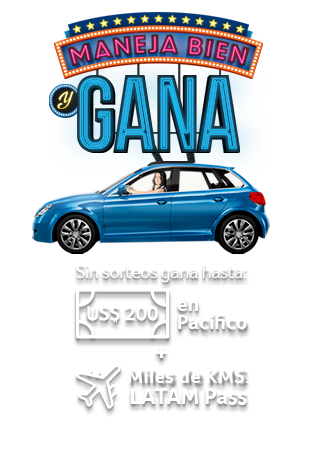 MANEJA BIEN
Y
GANA
Sin sorteos gana hasta:
US$ 200 en
Pacífico
+
Miles de KMS.
LATAM Pass